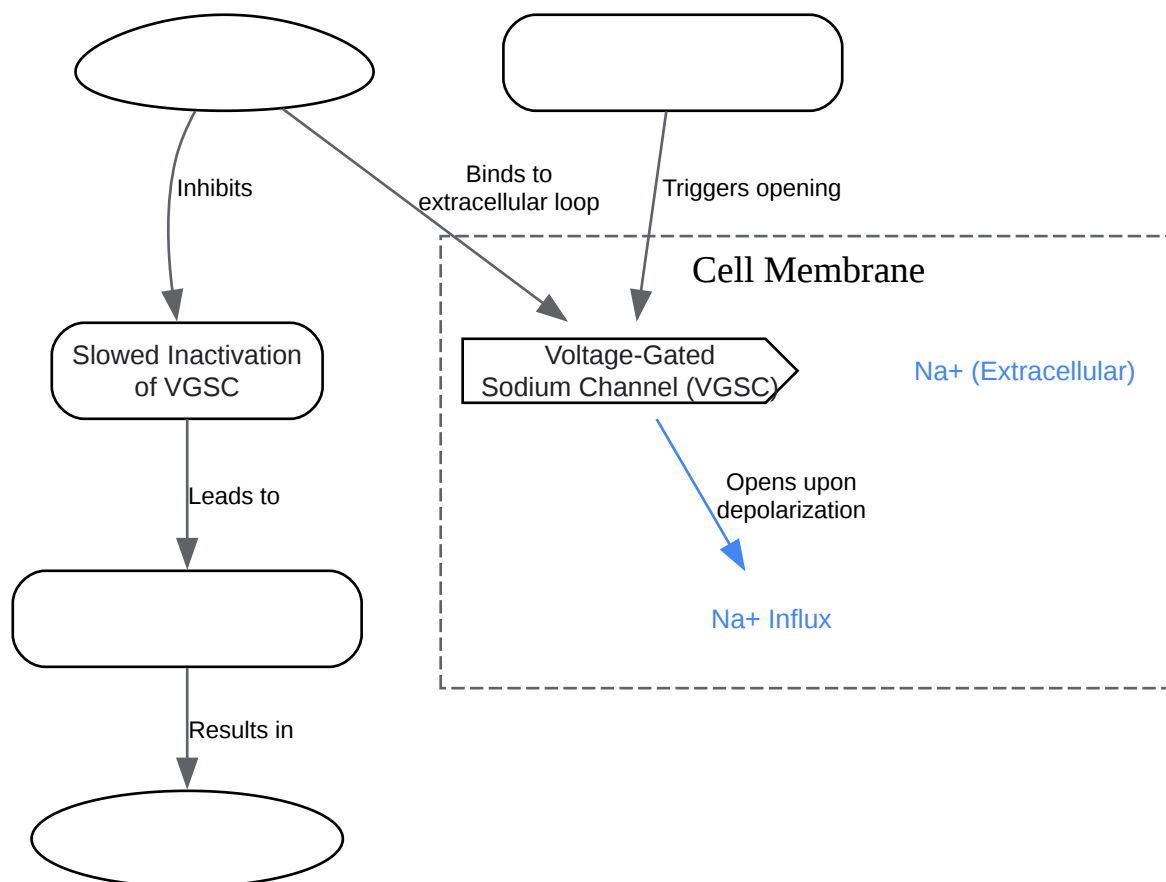 Inhibits
Binds to
extracellular loop
Triggers opening
Cell Membrane
Slowed Inactivation
of VGSC
Voltage-Gated
Sodium Channel (VGSC)
Na+ (Extracellular)
Leads to
Opens upon
depolarization
Na+ Influx
Results in